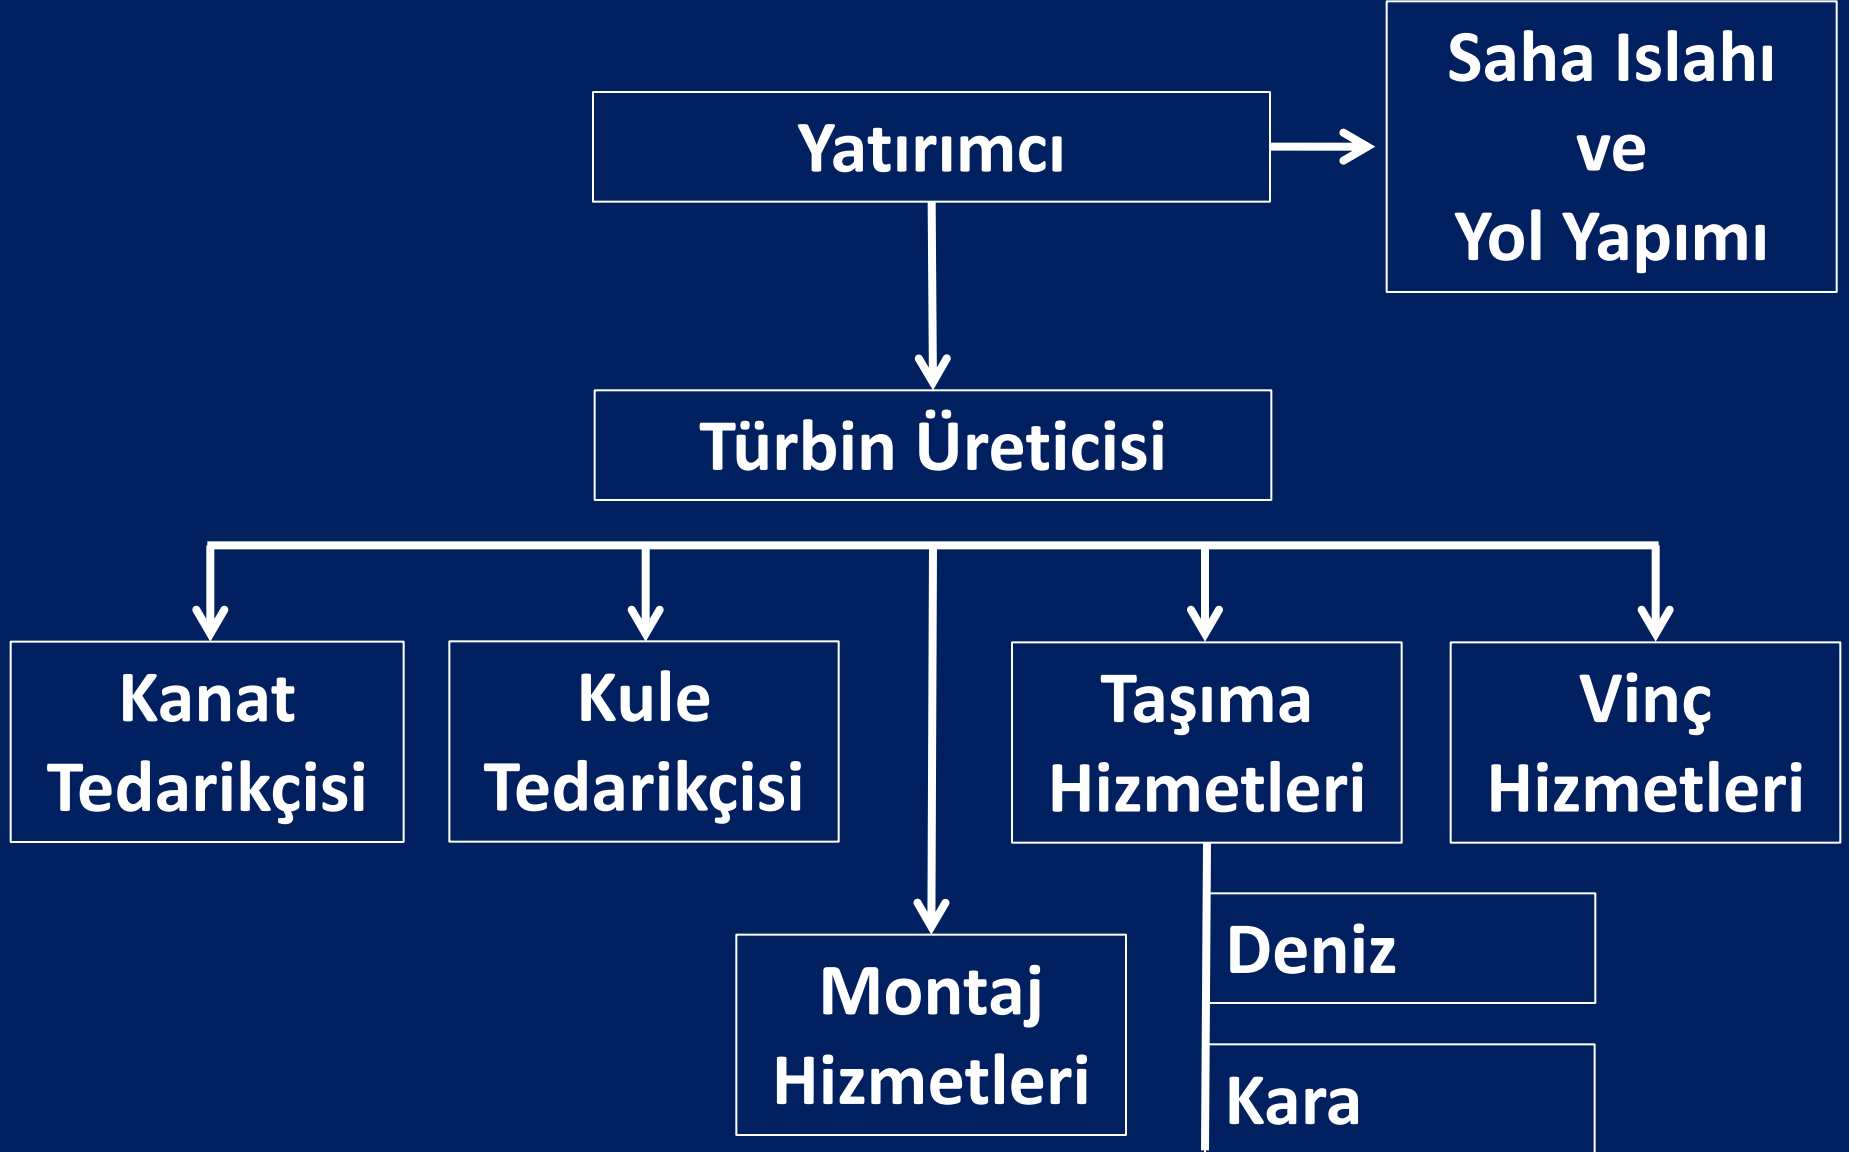 Saha Islahı
ve
Yol Yapımı
Yatırımcı
Türbin Üreticisi
Kanat
Tedarikçisi
Kule
Tedarikçisi
Taşıma
Hizmetleri
Vinç
Hizmetleri
Deniz
Montaj
Hizmetleri
Kara